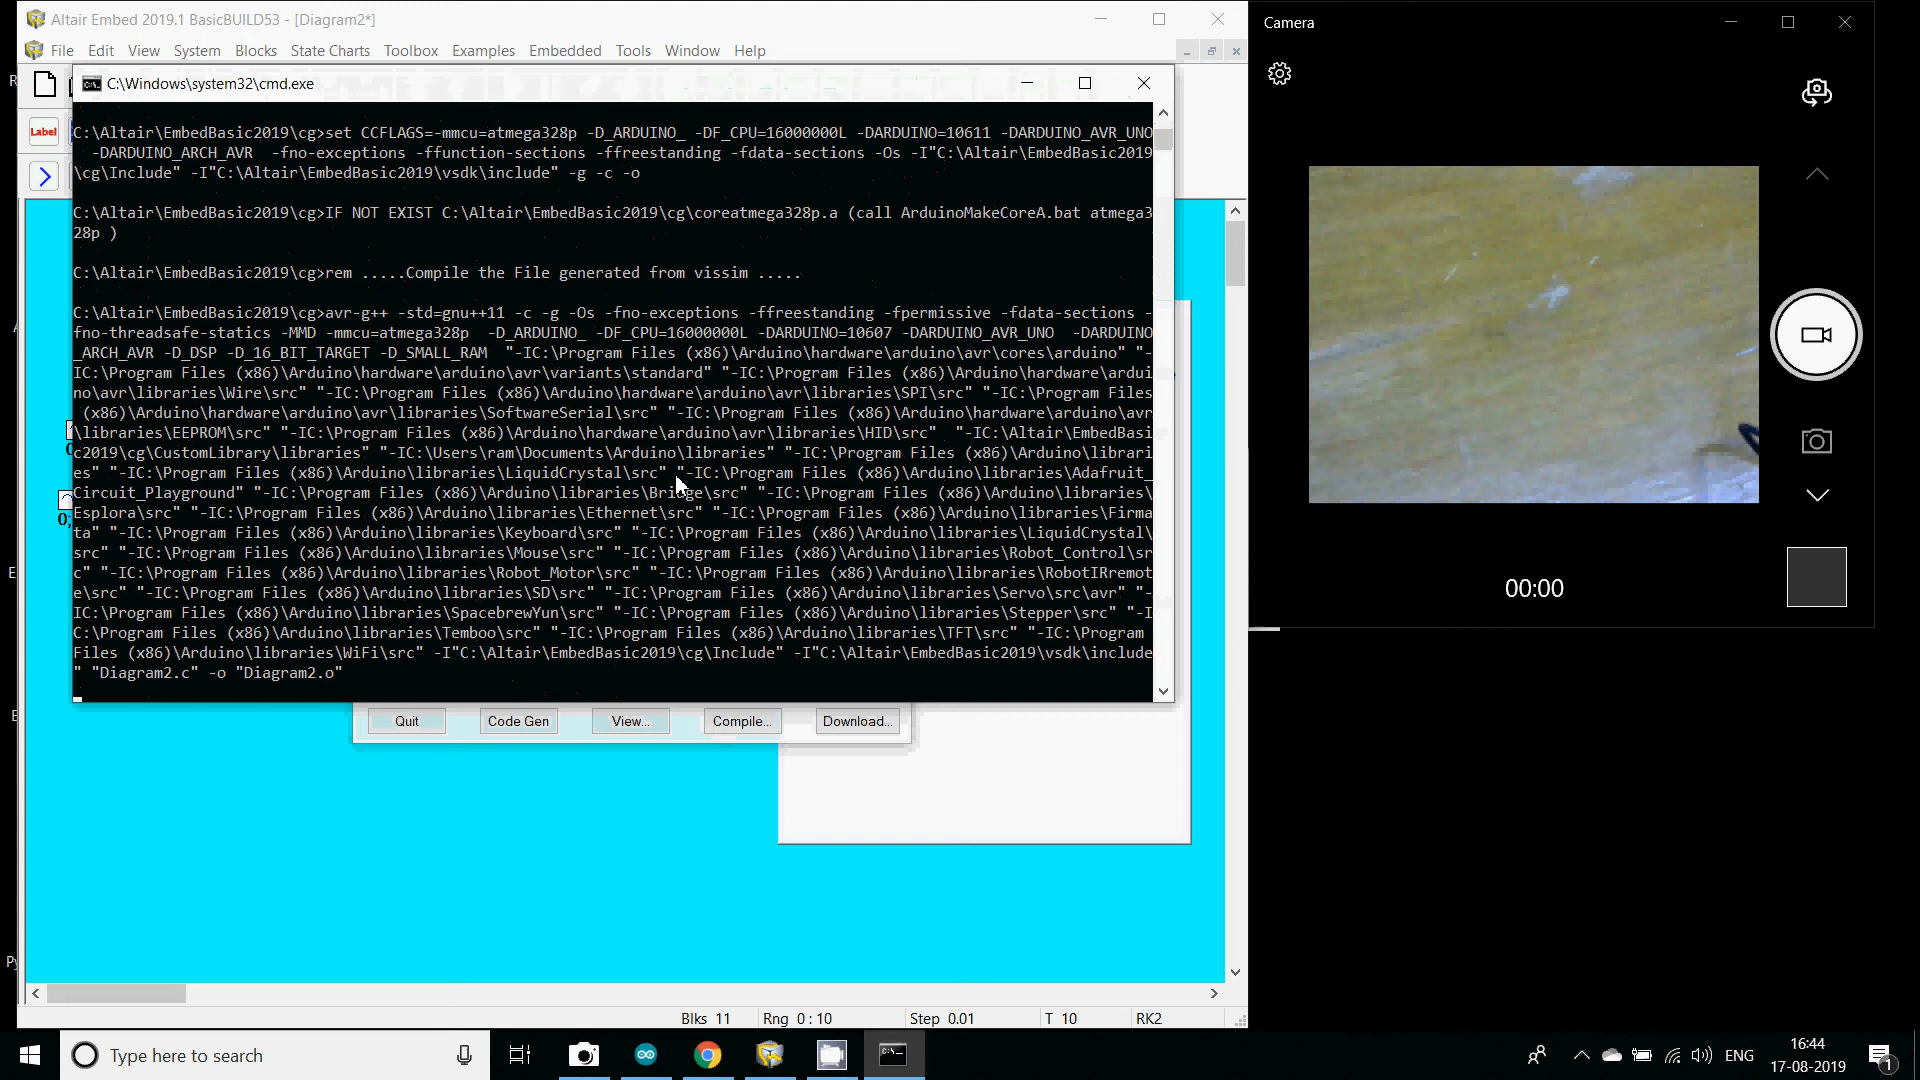 Altair Embed 2019.1 BasicBUILD53 - [Diagram2*]
File Edit View System Blocks State Charts Toolbox Examples Embedded Tools Window Help
C:\Windows\system32\cmd.exe
Label
C:\Altair\EmbedBasic2019\cg>set CCFLAGS=-mmcu=atmega328p -D_ARDUINO_ -DF_CPU=16000000L -DARDUINO=10611 -DARDUINO_AVR_UNO
-DARDUINO_ARCH_AVR -fno-exceptions -ffunction-sections -ffreestanding -fdata-sections -Os -I"C:\Altair\EmbedBasic2019
\cg\Include" -I"C:\Altair\EmbedBasic2019\vsdk\include" -g -c -o
C:\Altair\EmbedBasic2019\cg>IF NOT EXIST C:\Altair\EmbedBasic2019\cg\coreatmega328p.a (call ArduinoMakeCoreA.bat atmega3
28p )
C:\Altair\EmbedBasic2019\cg>rem .....Compile the File generated from vissim .....
C:\Altair\EmbedBasic2019\cg>avr-g++ -std=gnu++11 -c -g -Os -fno-exceptions -ffreestanding -fpermissive -fdata-sections -
fno-threadsafe-statics -MMD -mmcu=atmega328p -D_ARDUINO_ -DF_CPU=16000000L -DARDUINO=10607 -DARDUINO_AVR_UNO -DARDUINO
_ARCH_AVR -D_DSP -D_16_BIT_TARGET -D_SMALL_RAM "-IC:\Program Files (x86)\Arduino\hardware\arduino\avr\cores\arduino" "-
IC:\Program Files (x86)\Arduino\hardware\arduino\avr\variants\standard" "-IC:\Program Files (x86)\Arduino\hardware\ardui
no\avr\libraries\Wire\src" "-IC:\Program Files (x86)\Arduino\hardware\arduino\avr\libraries\SPI\src" "-IC:\Program Files
(x86)\Arduino\hardware\arduino\avr\libraries\SoftwareSerial\src" "-IC:\Program Files (x86)\Arduino\hardware\arduino\avr
\libraries\EEPROM\src" "-IC:\Program Files (x86)\Arduino\hardware\arduino\avr\libraries\HID\src" "-IC:\Altair\EmbedBasi
c2019\cg\CustomLibrary\libraries" "-IC:\Users\ram\Documents\Arduino\libraries" "-IC:\Program Files (x86)\Arduino\librari
es" "-IC:\Program Files (x86)\Arduino\libraries\LiquidCrystal\src" "-IC:\Program Files (x86)\Arduino\libraries\Adafruit_
Circuit_Playground" "-IC:\Program Files (x86)\Arduino\libraries\Bridge\src" "-IC:\Program Files (x86)\Arduino\libraries\
Esplora\src" "-IC:\Program Files (x86)\Arduino\libraries\Ethernet\src" "-IC:\Program Files (x86)\Arduino\libraries\Firma
ta" "-IC:\Program Files (x86)\Arduino\libraries\Keyboard\src" "-IC:\Program Files (x86)\Arduino\libraries\LiquidCrystal\
src" "-IC:\Program Files (x86)\Arduino\libraries\Mouse\src" "-IC:\Program Files (x86)\Arduino\libraries\Robot_Control\sr
c" "-IC:\Program Files (x86)\Arduino\libraries\Robot_Motor\src" "-IC:\Program Files (x86)\Arduino\libraries\RobotIRremot
e\src" "-IC:\Program Files (x86)\Arduino\libraries\SD\src" "-IC:\Program Files (x86)\Arduino\libraries\Servo\src\avr" "-
IC:\Program Files (x86)\Arduino\libraries\SpacebrewYun\src" "-IC:\Program Files (x86)\Arduino\libraries\Stepper\src" "-I
C:\Program Files (x86)\Arduino\libraries\Temboo\src" "-IC:\Program Files (x86)\Arduino\libraries\TFT\src" "-IC:\Program
Files (x86)\Arduino\libraries\WiFi\src" -I"C:\Altair\EmbedBasic2019\cg\Include" -I"C:\Altair\EmbedBasic2019\vsdk\include
" "Diagram2.c" -o "Diagram2.o"
Quit Code Gen View... Compile... Download...
Blks 11 Rng 0 : 10 Step 0.01 T 10 RK2
Camera
00:00
Type here to search
ENG
16:44
17-08-2019
1